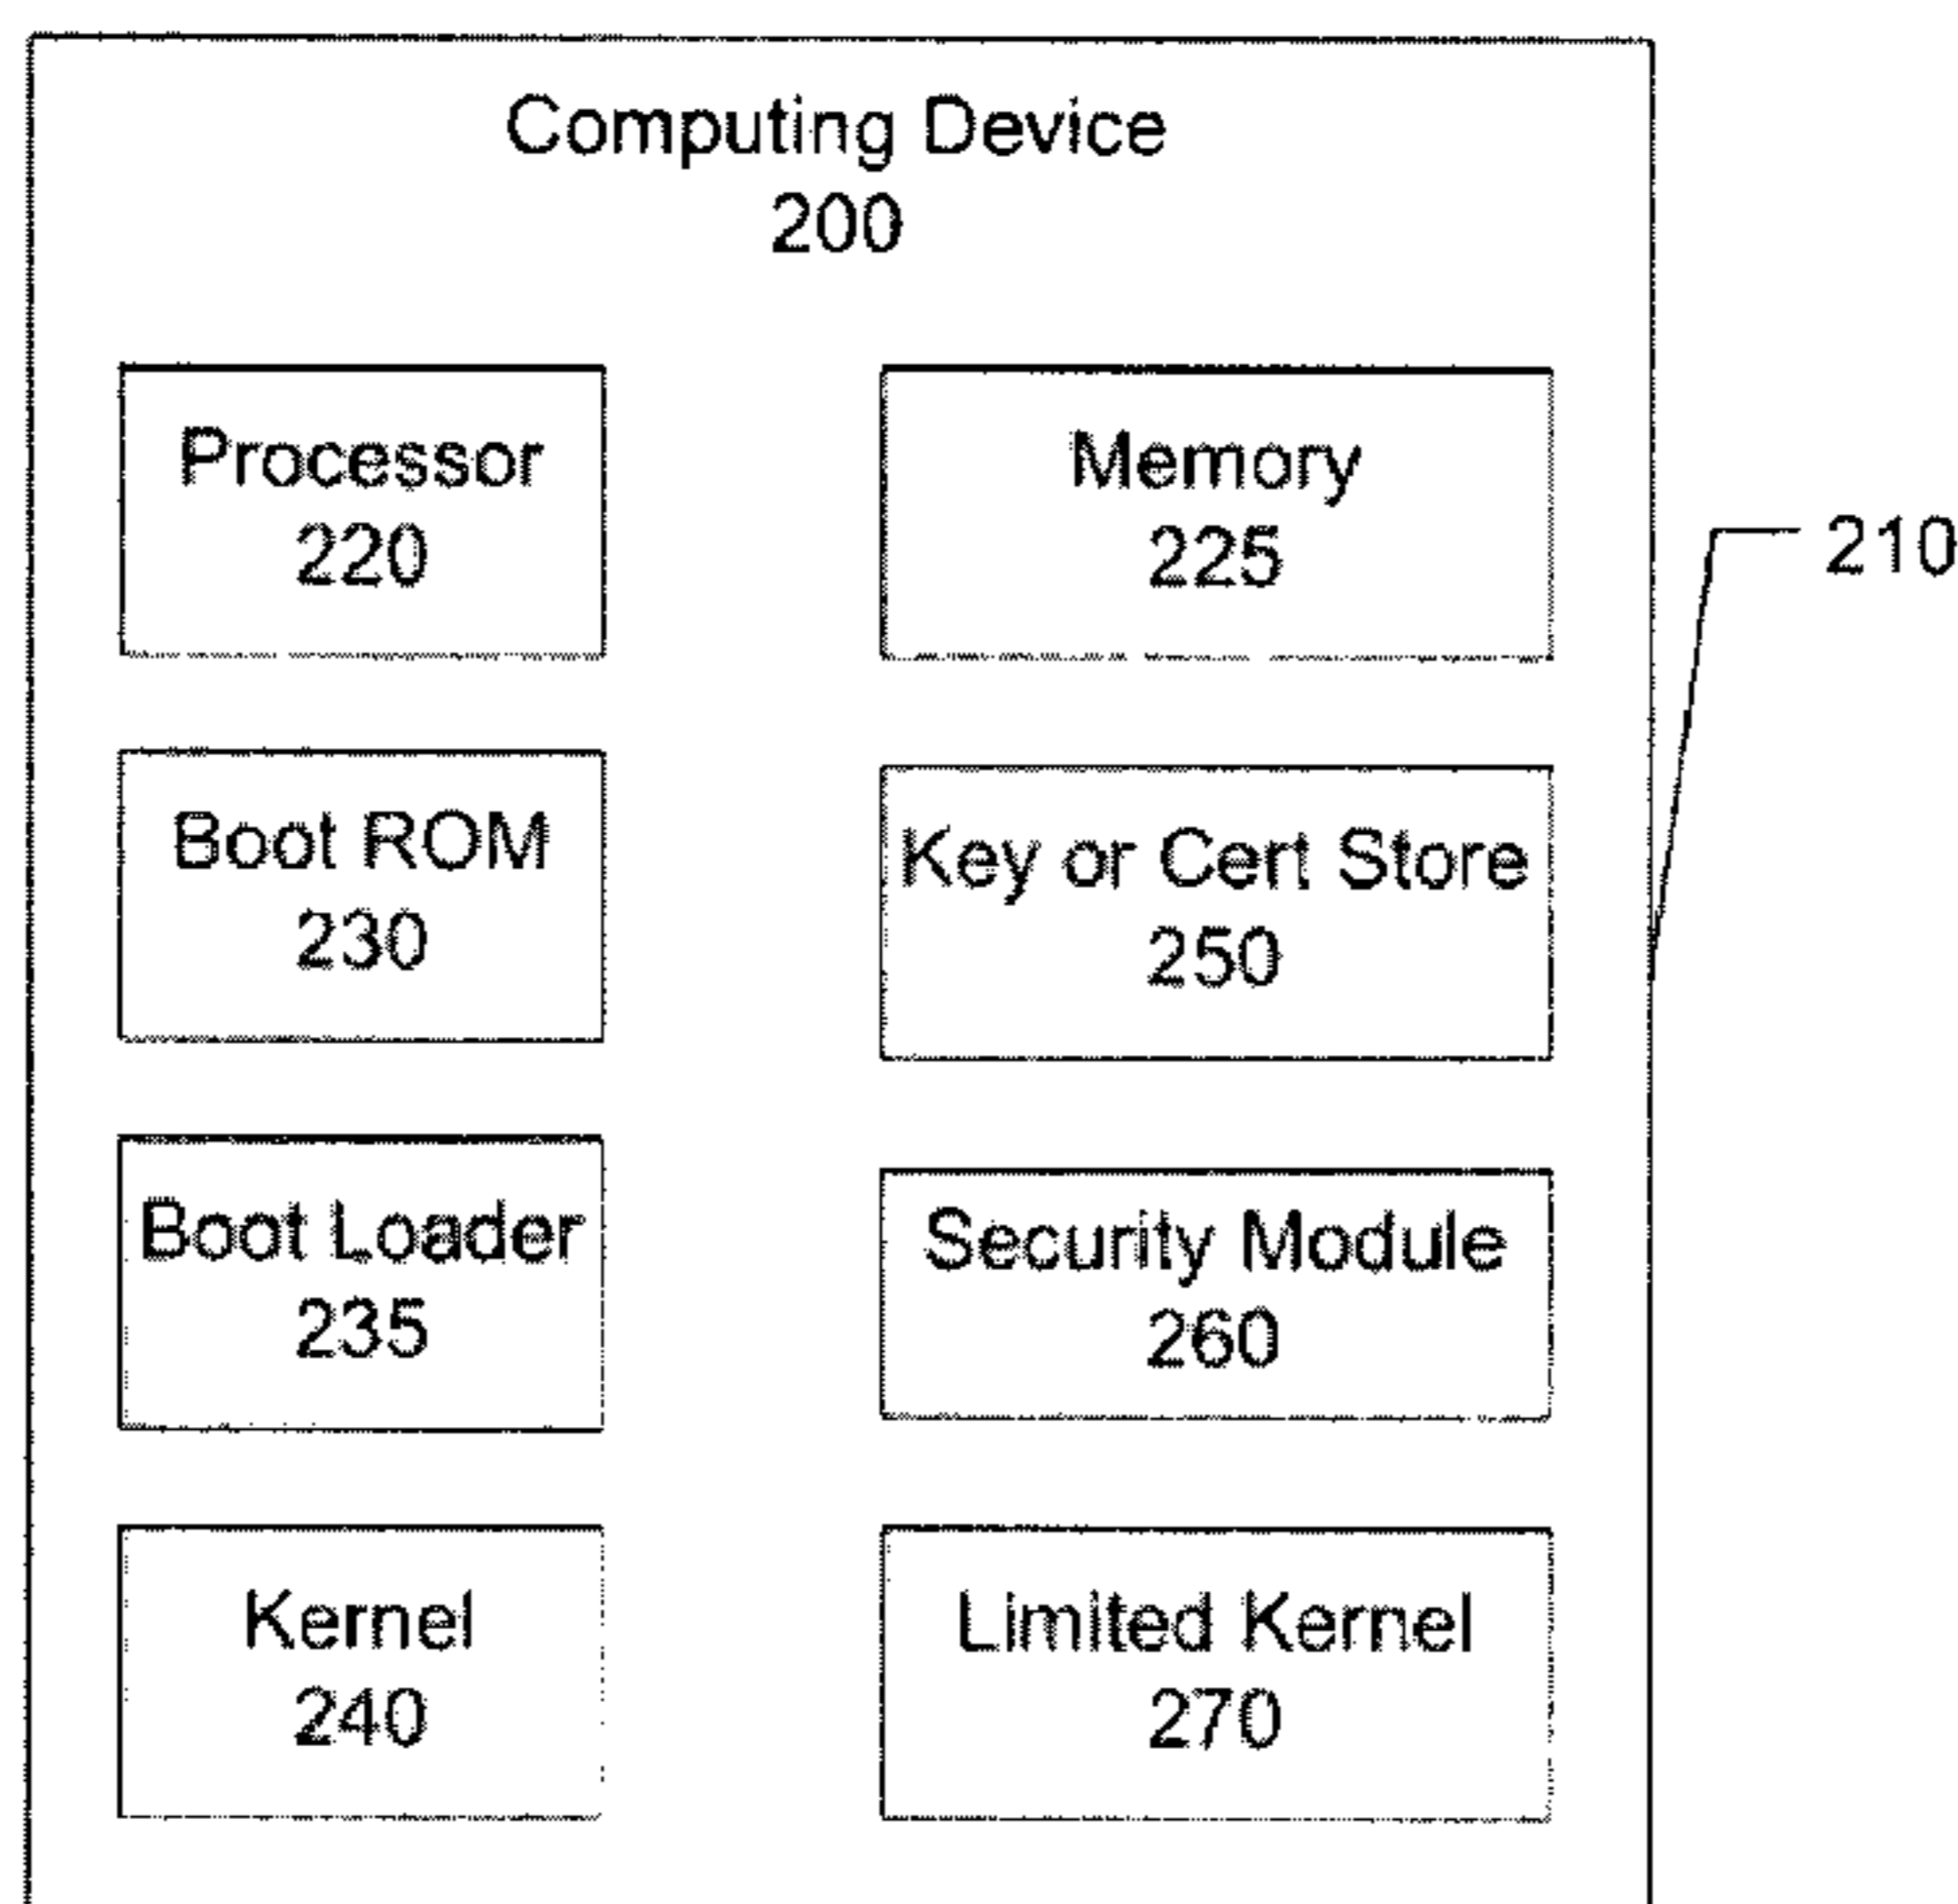 Computing Device
200
Processor
220
Memory
225
210
Boot ROM
230
Key or Cert Store
250
Boot Loader
235
Security Module
260
Kernel
240
Limited Kernel
270